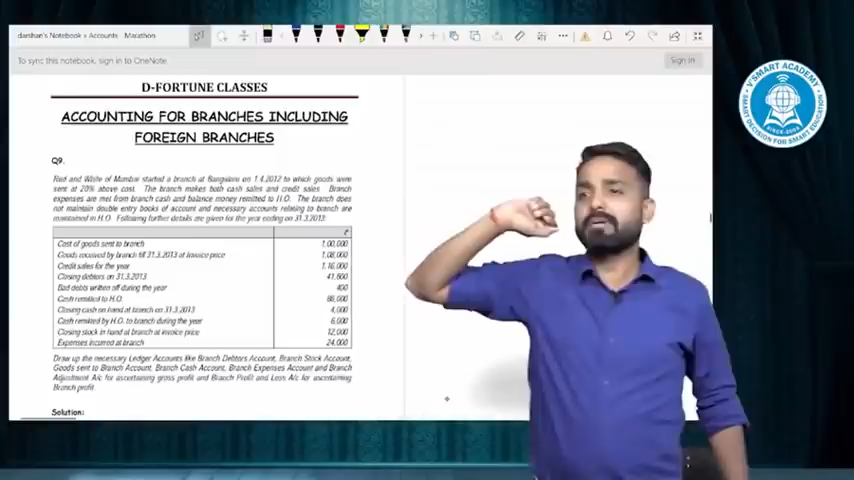 darshan's Notebook » Accounts Marathon
To sync this notebook, sign in to OneNote
Sign In
D-FORTUNE CLASSES
ACCOUNTING FOR BRANCHES INCLUDING
FOREIGN BRANCHES
Q9.
Red and White of Mumbai started a branch at Bangalore on 1.4.2012 to which goods were
sent at 20% above cost. The branch makes both cash sales and credit sales. Branch
expenses are met from branch cash and balance money remitted to H.O. The branch does
not maintain double entry books of account and necessary accounts relating to branch are
maintained in H.O. Following further details are given for the year ending on 31.3.2013:
₹
Cost of goods sent to branch 1,00,000
Goods received by branch till 31.3.2013 at invoice price 1,08,000
Credit sales for the year 1,16,000
Closing debtors on 31.3.2013 41,600
Bad debts written off during the year 400
Cash remitted to H.O. 86,000
Closing cash on hand at branch on 31.3.2013 4,000
Cash remitted by H.O. to branch during the year 6,000
Closing stock in hand at branch at invoice price 12,000
Expenses incurred at branch 24,000
Draw up the necessary Ledger Accounts like Branch Debtors Account, Branch Stock Account,
Goods sent to Branch Account, Branch Cash Account, Branch Expenses Account and Branch
Adjustment A/c for ascertaining gross profit and Branch Profit and Loss A/c for ascertaining
Branch profit.
Solution:
V'SMART ACADEMY
SINCE-2005
SMART DECISION FOR SMART EDUCATION